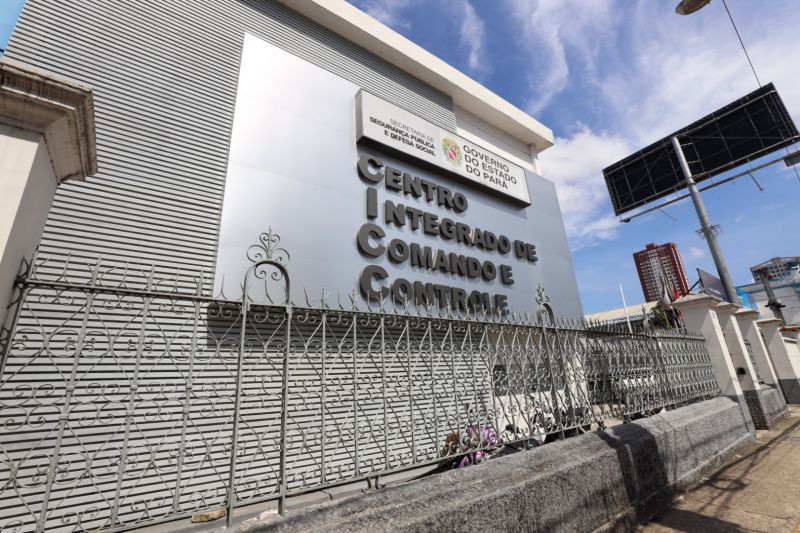 SECRETARIA DE
SEGURANÇA PÚBLICA
E DEFESA SOCIAL
GOVERNO
DO ESTADO
DO PARÁ
CENTRO
INTEGRADO DE
COMANDO E
CONTROLE